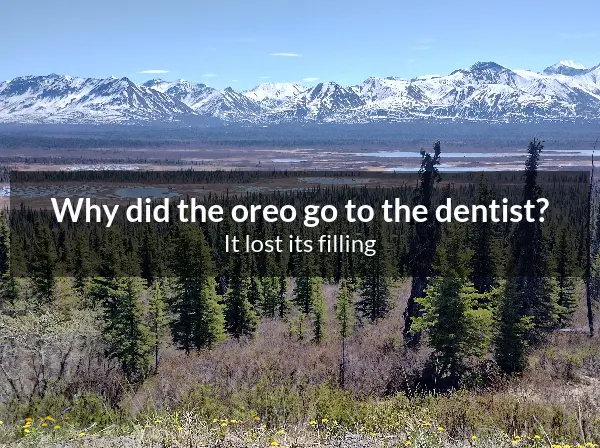 Why did the oreo go to the dentist?
It lost its filling